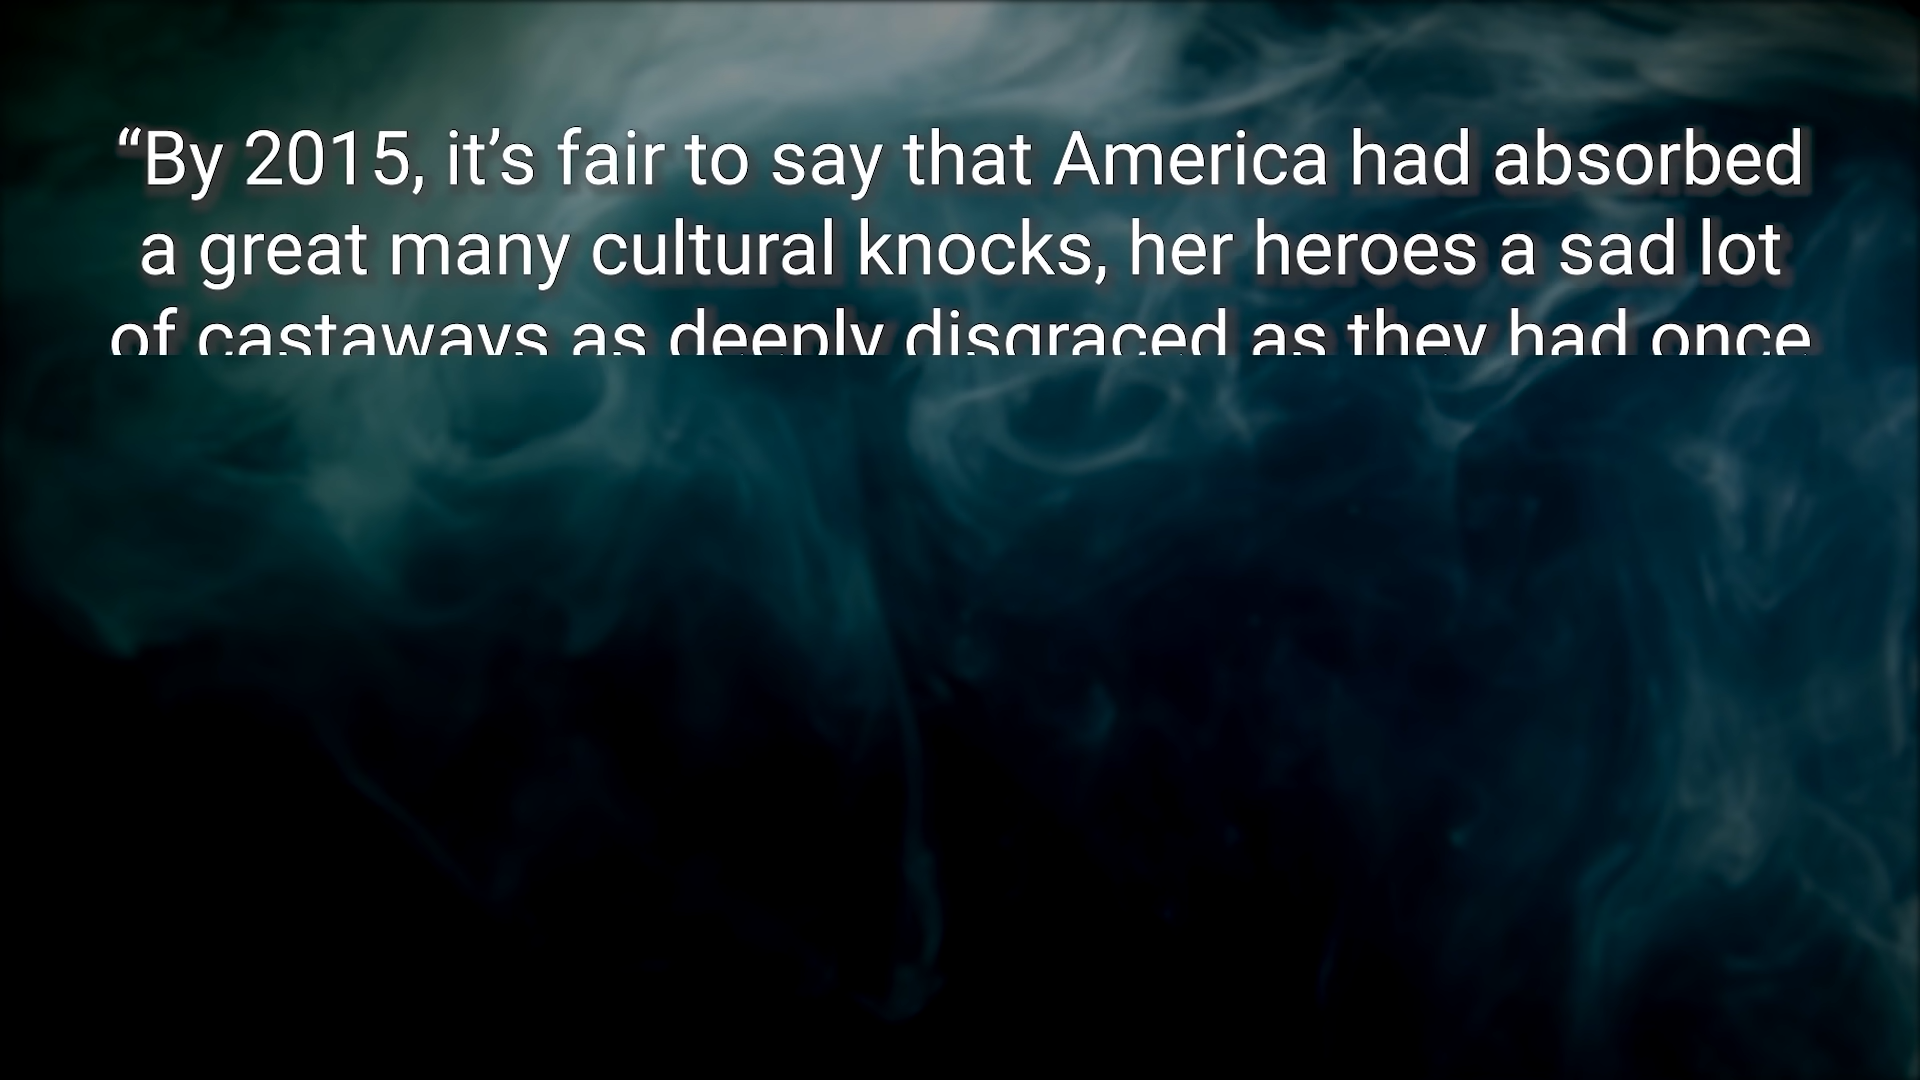 “By 2015, it’s fair to say that America had absorbed
a great many cultural knocks, her heroes a sad lot
of castaways as deeply disgraced as they had once